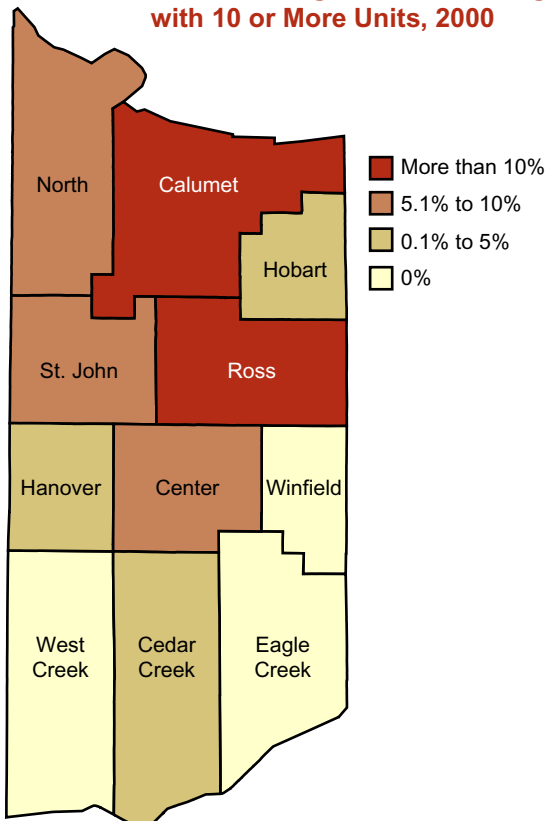 with 10 or More Units, 2000
North
Calumet
More than 10%
5.1% to 10%
0.1% to 5%
0%
Hobart
St. John
Ross
Hanover
Center
Winfield
West
Creek
Cedar
Creek
Eagle
Creek